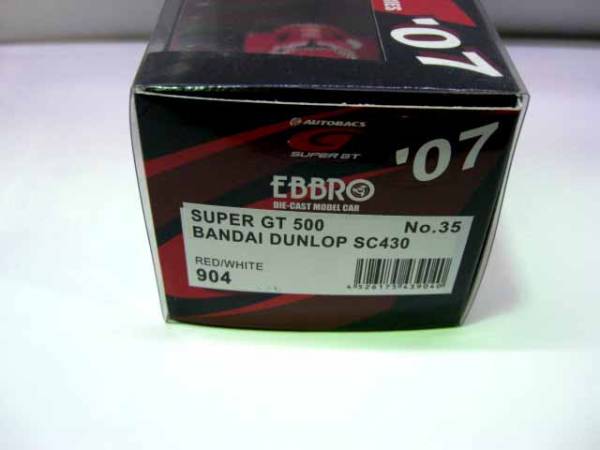 '07
AUTOBACS
SUPER GT
'07
EBBRO
DIE-CAST MODEL CAR
SUPER GT 500 No.35
BANDAI DUNLOP SC430
RED/WHITE
904
4526175439040